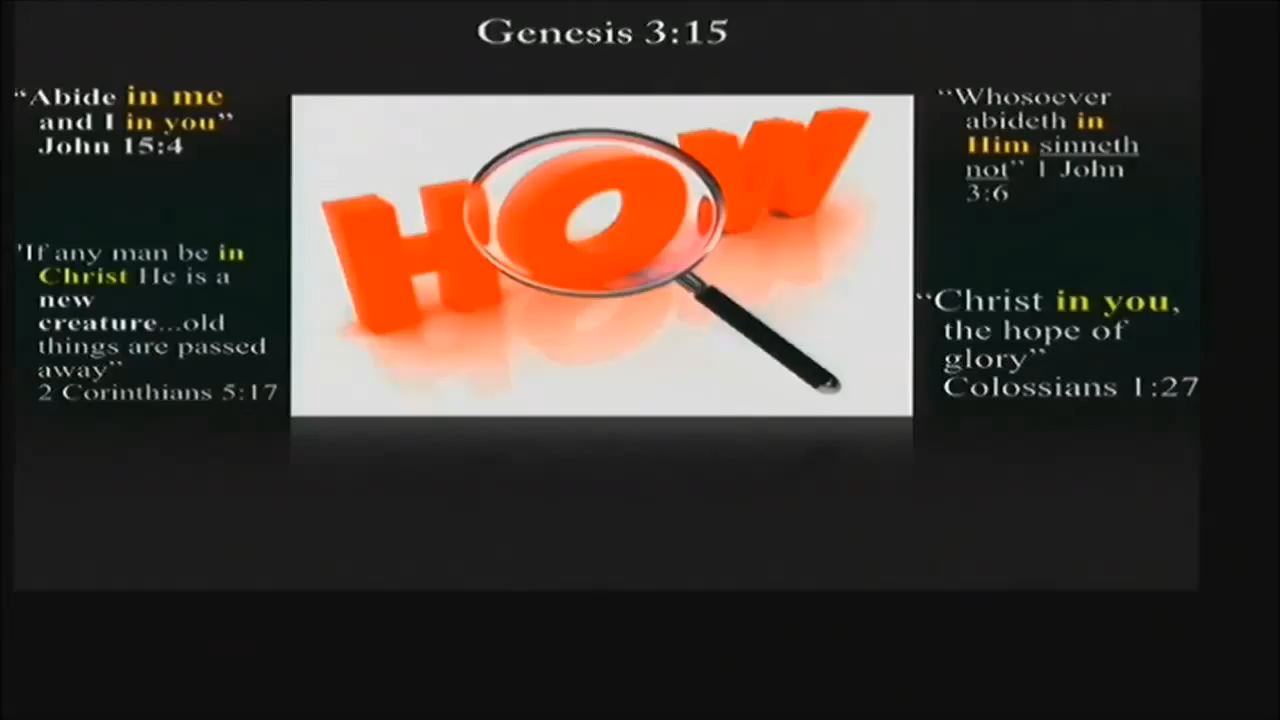 Genesis 3:15
“Abide in me
and I in you”
John 15:4
'If any man be in
Christ He is a
new
creature...old
things are passed
away”
2 Corinthians 5:17
HOW
“Whosoever
abideth in
Him sinneth
not” 1 John
3:6
“Christ in you,
the hope of
glory”
Colossians 1:27